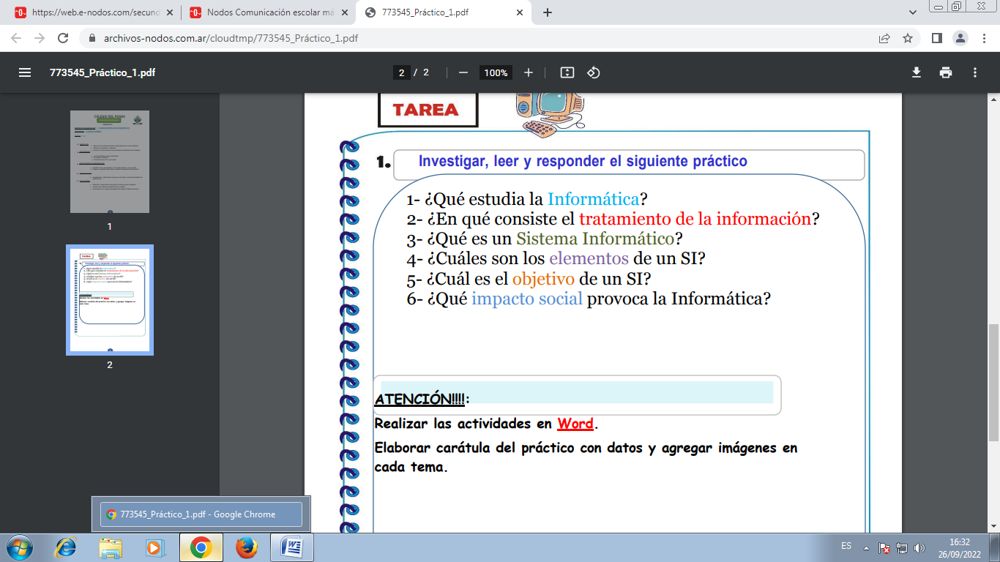 https://web.e-nodos.com/secund
Nodos Comunicación escolar má
773545_Práctico_1.pdf
archivos-nodos.com.ar/cloudtmp/773545_Práctico_1.pdf
773545_Práctico_1.pdf
2 / 2
100%
COLEGIO DEL PRADO
1
2
TAREA
1. Investigar, leer y responder el siguiente práctico
1- ¿Qué estudia la Informática?
2- ¿En qué consiste el tratamiento de la información?
3- ¿Qué es un Sistema Informático?
4- ¿Cuáles son los elementos de un SI?
5- ¿Cuál es el objetivo de un SI?
6- ¿Qué impacto social provoca la Informática?
ATENCIÓN!!!!:
Realizar las actividades en Word.
Elaborar carátula del práctico con datos y agregar imágenes en
cada tema.
773545_Práctico_1.pdf - Google Chrome
ES
16:32
26/09/2022